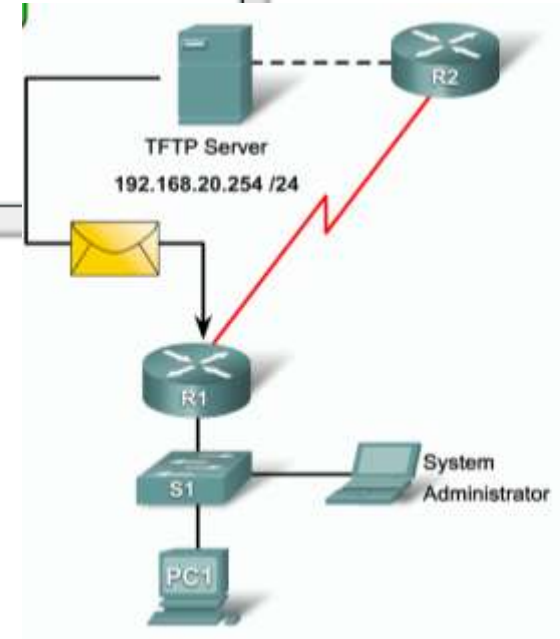 R2
TFTP Server
192.168.20.254 /24
R1
S1
System
Administrator
PC1